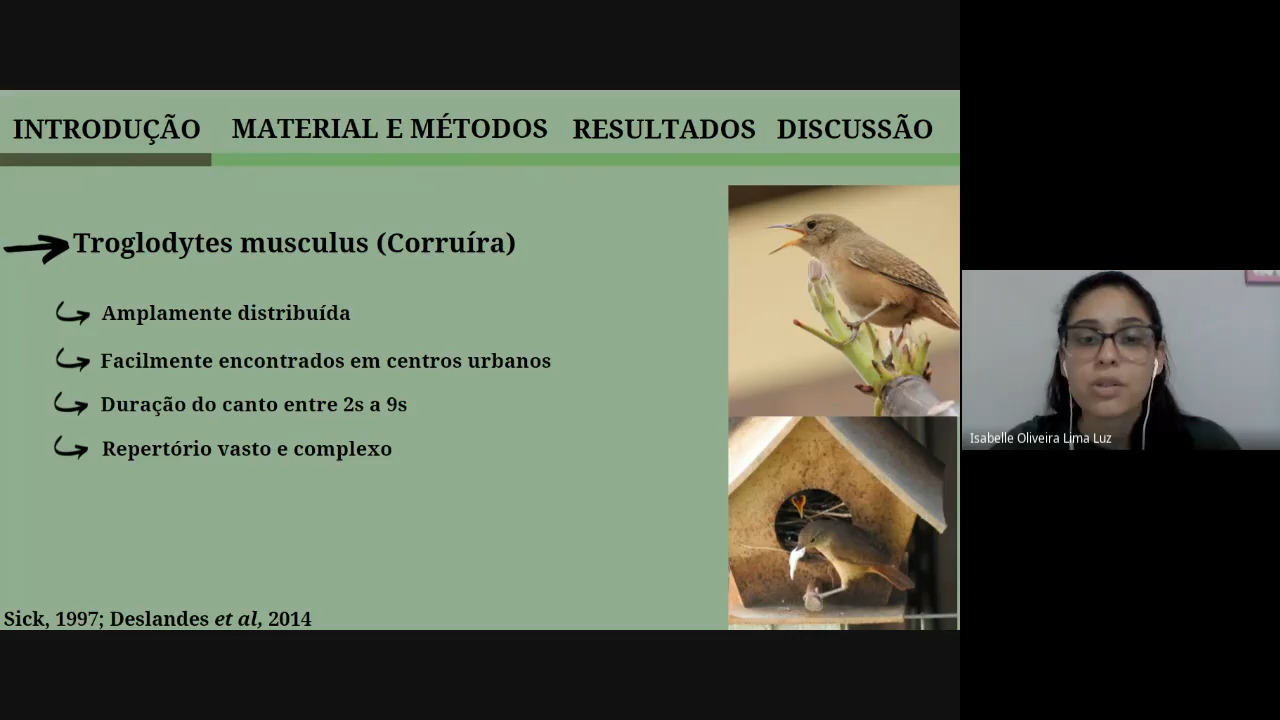 INTRODUÇÃO MATERIAL E MÉTODOS RESULTADOS DISCUSSÃO
Troglodytes musculus (Corruíra)
Amplamente distribuída
Facilmente encontrados em centros urbanos
Duração do canto entre 2s a 9s
Repertório vasto e complexo
Sick, 1997; Deslandes et al, 2014
Isabelle Oliveira Lima Luz